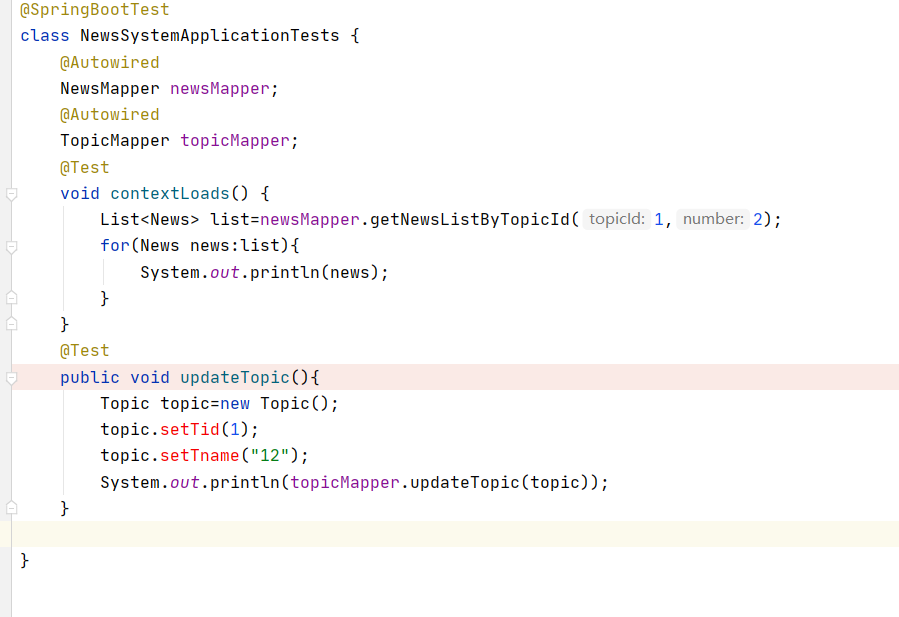 @SpringBootTest
class NewsSystemApplicationTests {
@Autowired
NewsMapper newsMapper;
@Autowired
TopicMapper topicMapper;
@Test
void contextLoads() {
List<News> list=newsMapper.getNewsListByTopicId( topicId: 1, number: 2);
for(News news:list){
System.out.println(news);
}
}
@Test
public void updateTopic(){
Topic topic=new Topic();
topic.setTid(1);
topic.setTname("12");
System.out.println(topicMapper.updateTopic(topic));
}
}